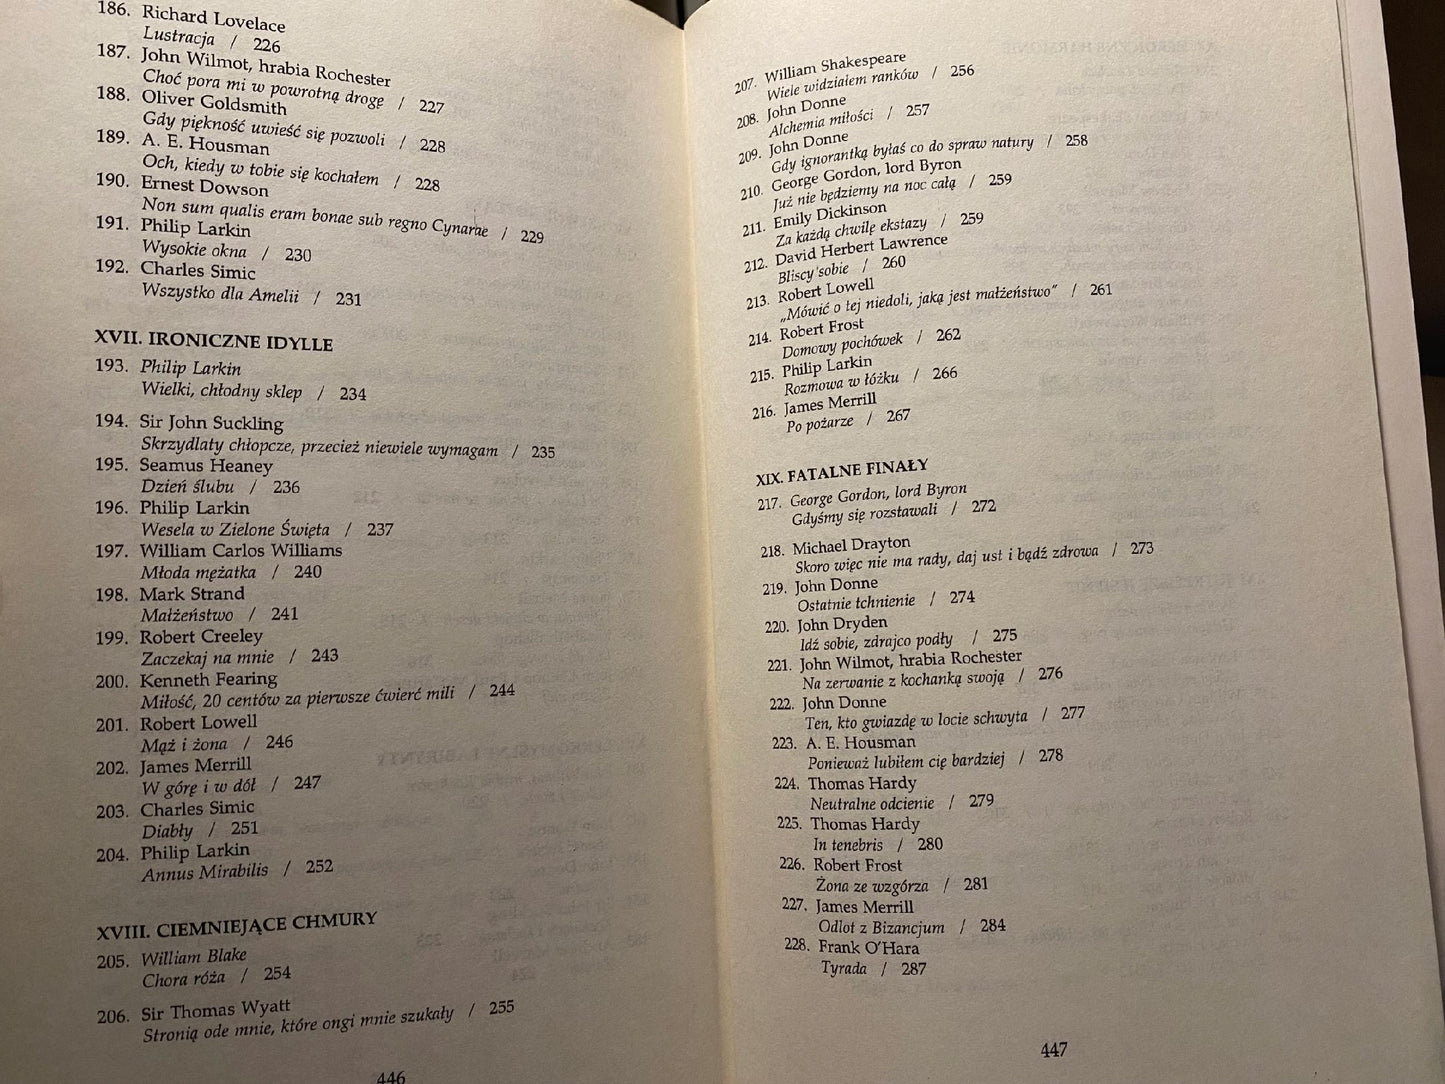 186. Richard Lovelace
Lustracja / 226
187. John Wilmot, hrabia Rochester
Choć pora mi w powrotną drogę / 227
188. Oliver Goldsmith
Gdy piękność uwieść się pozwoli / 228
189. A. E. Housman
Och, kiedy w tobie się kochałem / 228
190. Ernest Dowson
Non sum qualis eram bonae sub regno Cynarae / 229
191. Philip Larkin
Wysokie okna / 230
192. Charles Simic
Wszystko dla Amelii / 231
XVII. IRONICZNE IDYLLE
193. Philip Larkin
Wielki, chłodny sklep / 234
194. Sir John Suckling
Skrzydlaty chłopcze, przecież niewiele wymagam / 235
195. Seamus Heaney
Dzień ślubu / 236
196. Philip Larkin
Wesela w Zielone Święta / 237
197. William Carlos Williams
Młoda mężatka / 240
198. Mark Strand
Małżeństwo / 241
199. Robert Creeley
Zaczekaj na mnie / 243
200. Kenneth Fearing
Miłość, 20 centów za pierwsze ćwierć mili / 244
201. Robert Lowell
Mąż i żona / 246
202. James Merrill
W górę i w dół / 247
203. Charles Simic
Diabły / 251
204. Philip Larkin
Annus Mirabilis / 252
XVIII. CIEMNIEJĄCE CHMURY
205. William Blake
Chora róża / 254
206. Sir Thomas Wyatt
Stronią ode mnie, które ongi mnie szukały / 255
446
207. William Shakespeare
Wiele widziałem ranków / 256
208. John Donne
Alchemia miłości / 257
209. John Donne
Gdy ignorantką byłaś co do spraw natury / 258
210. George Gordon, lord Byron
Już nie będziemy na noc całą / 259
211. Emily Dickinson
Za każdą chwilę ekstazy / 259
212. David Herbert Lawrence
Bliscy sobie / 260
213. Robert Lowell
„Mówić o tej niedoli, jaką jest małżeństwo" / 261
214. Robert Frost
Domowy pochówek / 262
215. Philip Larkin
Rozmowa w łóżku / 266
216. James Merrill
Po pożarze / 267
XIX. FATALNE FINAŁY
217. George Gordon, lord Byron
Gdyśmy się rozstawali / 272
218. Michael Drayton
Skoro więc nie ma rady, daj ust i bądź zdrowa / 273
219. John Donne
Ostatnie tchnienie / 274
220. John Dryden
Idź sobie, zdrajco podły / 275
221. John Wilmot, hrabia Rochester
Na zerwanie z kochanką swoją / 276
222. John Donne
Ten, kto gwiazdę w locie schwyta / 277
223. A. E. Housman
Ponieważ lubiłem cię bardziej / 278
224. Thomas Hardy
Neutralne odcienie / 279
225. Thomas Hardy
In tenebris / 280
226. Robert Frost
Żona ze wzgórza / 281
227. James Merrill
Odlot z Bizancjum / 284
228. Frank O'Hara
Tyrada / 287
447